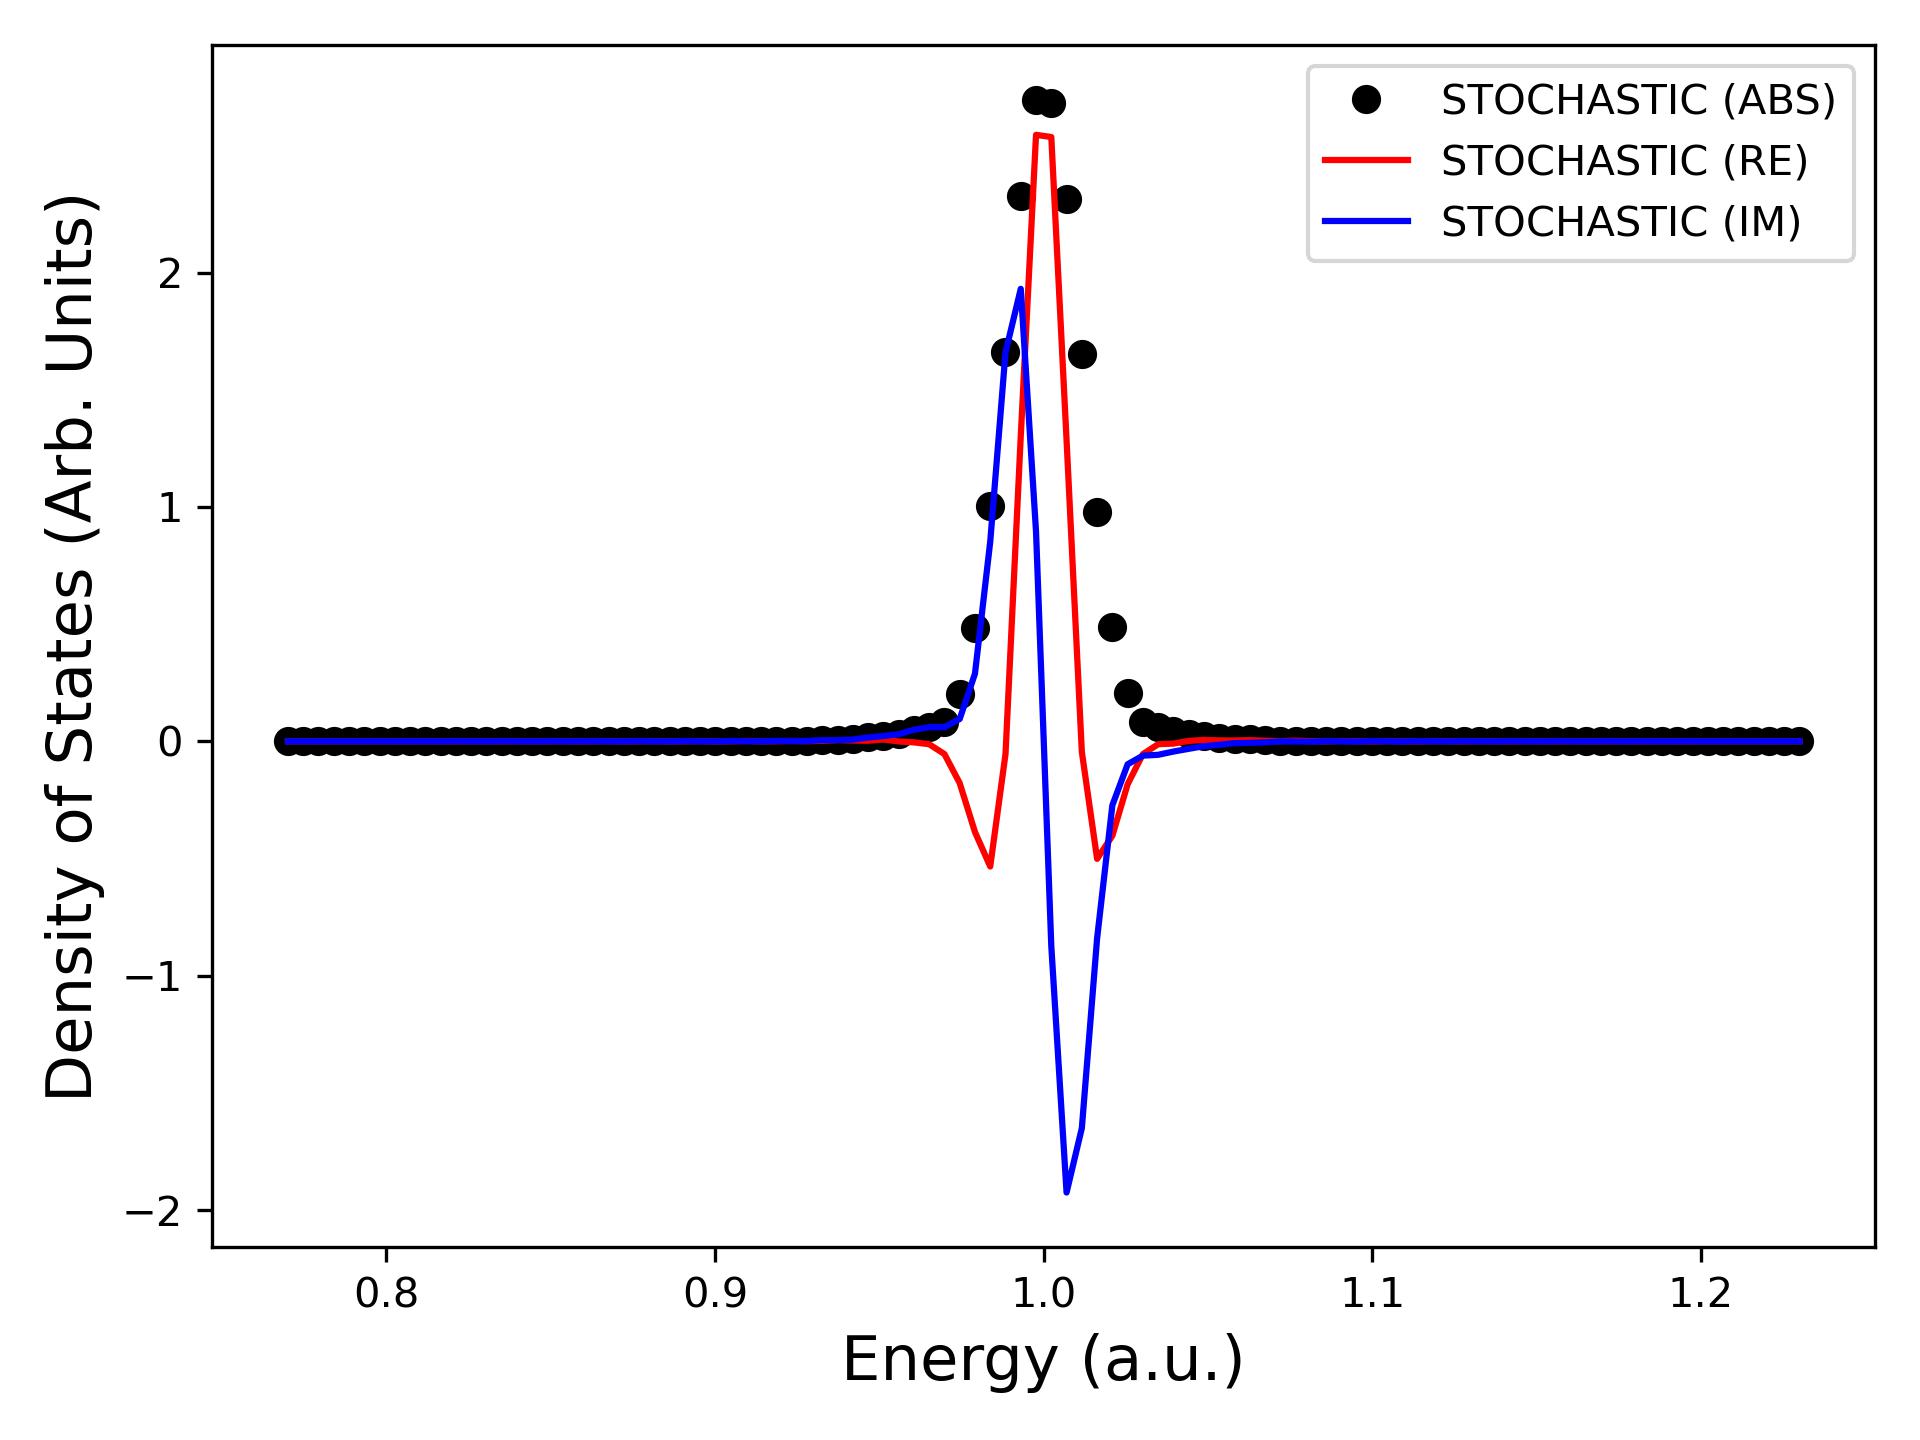 STOCHASTIC (ABS)
STOCHASTIC (RE)
STOCHASTIC (IM)
Density of States (Arb. Units)
2
1
0
−1
−2
0.8 0.9 1.0 1.1 1.2
Energy (a.u.)